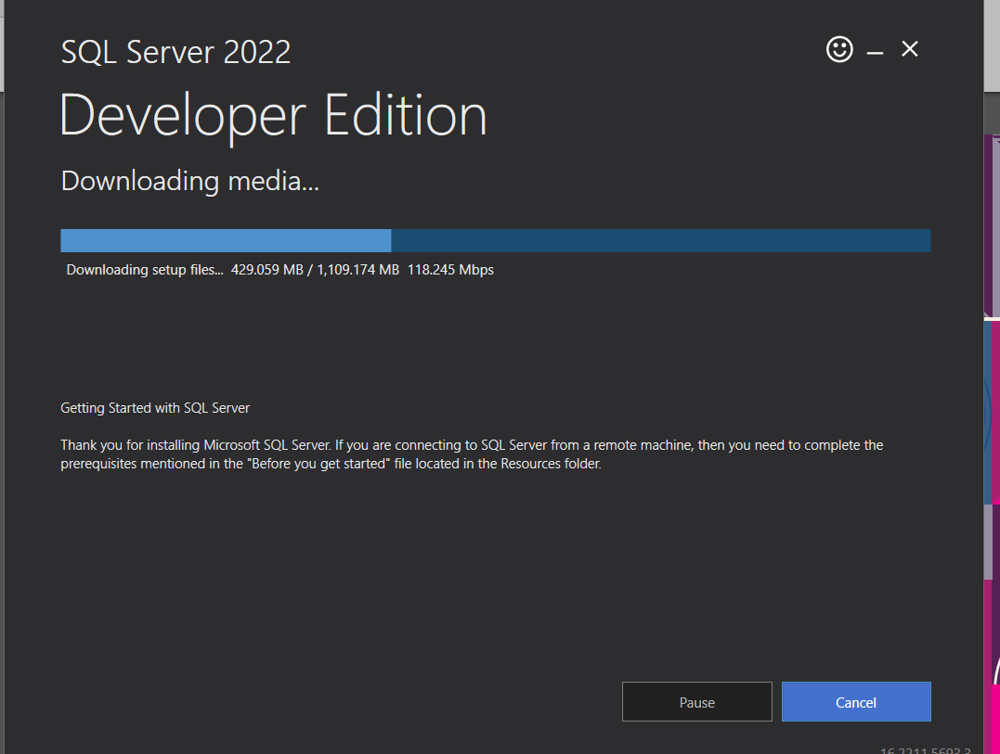 SQL Server 2022
Developer Edition
Downloading media...
Downloading setup files... 429.059 MB / 1,109.174 MB 118.245 Mbps
Getting Started with SQL Server
Thank you for installing Microsoft SQL Server. If you are connecting to SQL Server from a remote machine, then you need to complete the
prerequisites mentioned in the "Before you get started" file located in the Resources folder.
Pause
Cancel
16.2211.5693.3